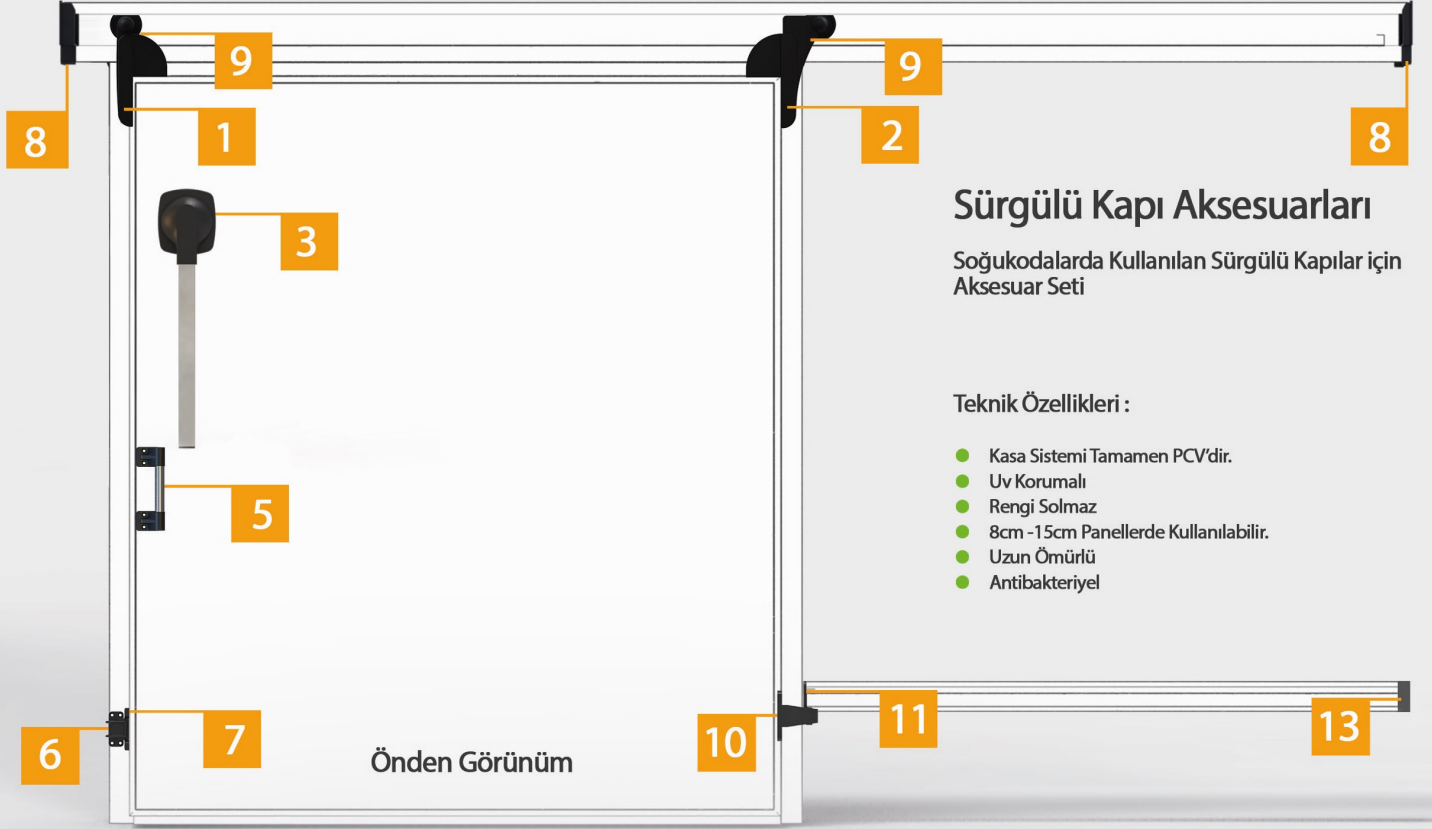 9
9
8
1
2
8
3
Sürgülü Kapı Aksesuarları
Soğukodalarda Kullanılan Sürgülü Kapılar için
Aksesuar Seti
Teknik Özellikleri :
Kasa Sistemi Tamamen PCV'dir.
Uv Korumalı
Rengi Solmaz
8cm -15cm Panellerde Kullanılabilir.
Uzun Ömürlü
Antibakteriyel
5
6
7
Önden Görünüm
10
11
13